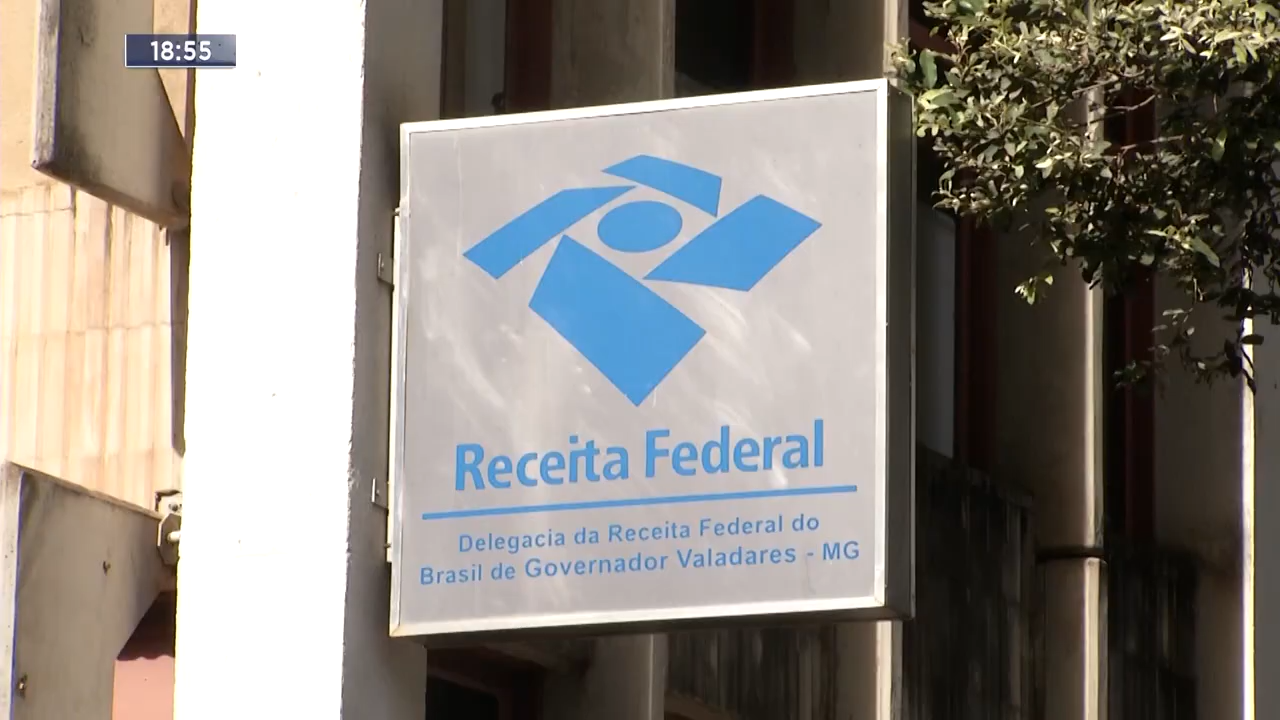 18:55
Receita Federal
Delegacia da Receita Federal do
Brasil de Governador Valadares - MG